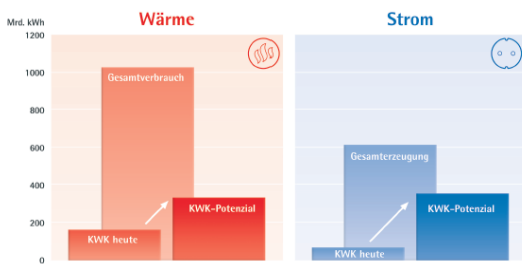 Wärme
Strom
Mrd. kWh
1200
1000
800
600
400
200
0
Gesamtverbrauch
KWK-Potenzial
KWK heute
Gesamterzeugung
KWK-Potenzial
KWK heute